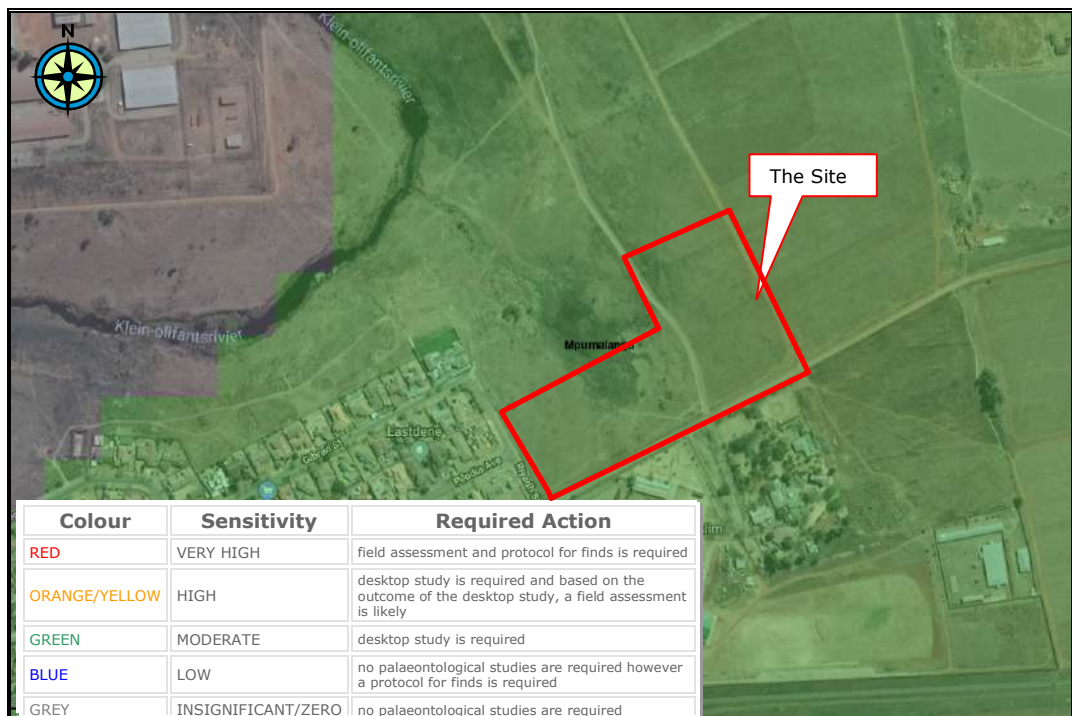 N
Klein-olifantsrivier
The Site
Klein-olifantsrivier
Mpumalanga
Lastdene
Gibran St
Colour Sensitivity Required Action
RED VERY HIGH field assessment and protocol for finds is required
ORANGE/YELLOW HIGH desktop study is required and based on the
outcome of the desktop study, a field assessment
is likely
GREEN MODERATE desktop study is required
BLUE LOW no palaeontological studies are required however
a protocol for finds is required
GREY INSIGNIFICANT/ZERO no palaeontological studies are required